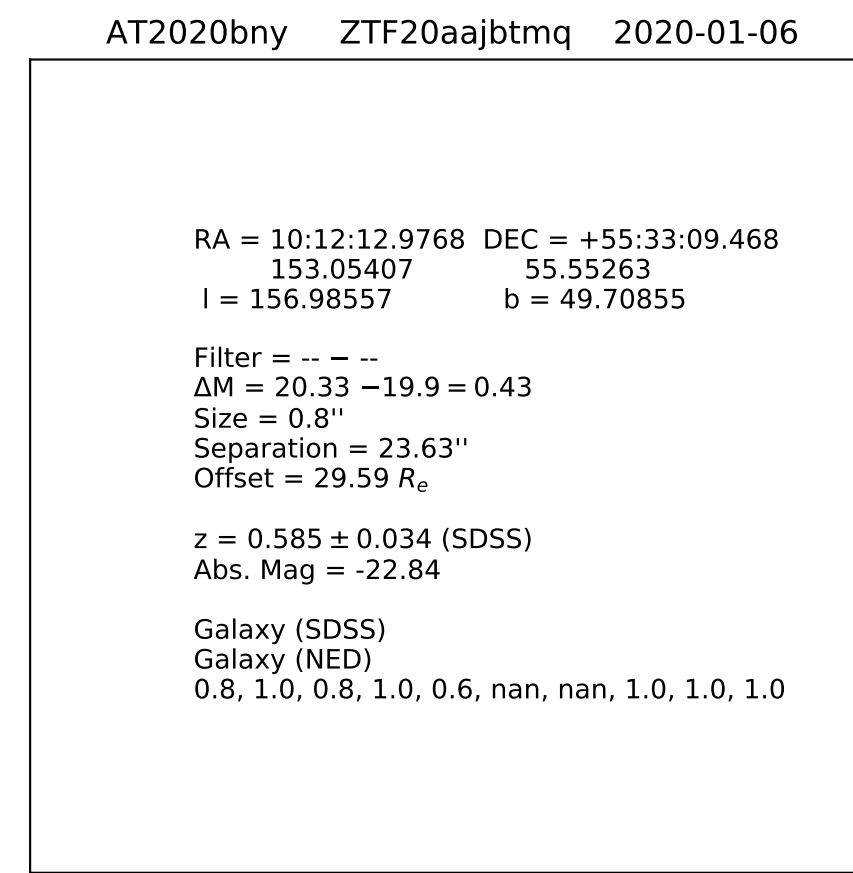 AT2020bny ZTF20aajbtmq 2020-01-06
RA = 10:12:12.9768 DEC = +55:33:09.468
153.05407 55.55263
l = 156.98557 b = 49.70855
Filter = -- − --
ΔM = 20.33 −19.9 = 0.43
Size = 0.8''
Separation = 23.63''
Offset = 29.59 Rₑ
z = 0.585 ± 0.034 (SDSS)
Abs. Mag = -22.84
Galaxy (SDSS)
Galaxy (NED)
0.8, 1.0, 0.8, 1.0, 0.6, nan, nan, 1.0, 1.0, 1.0